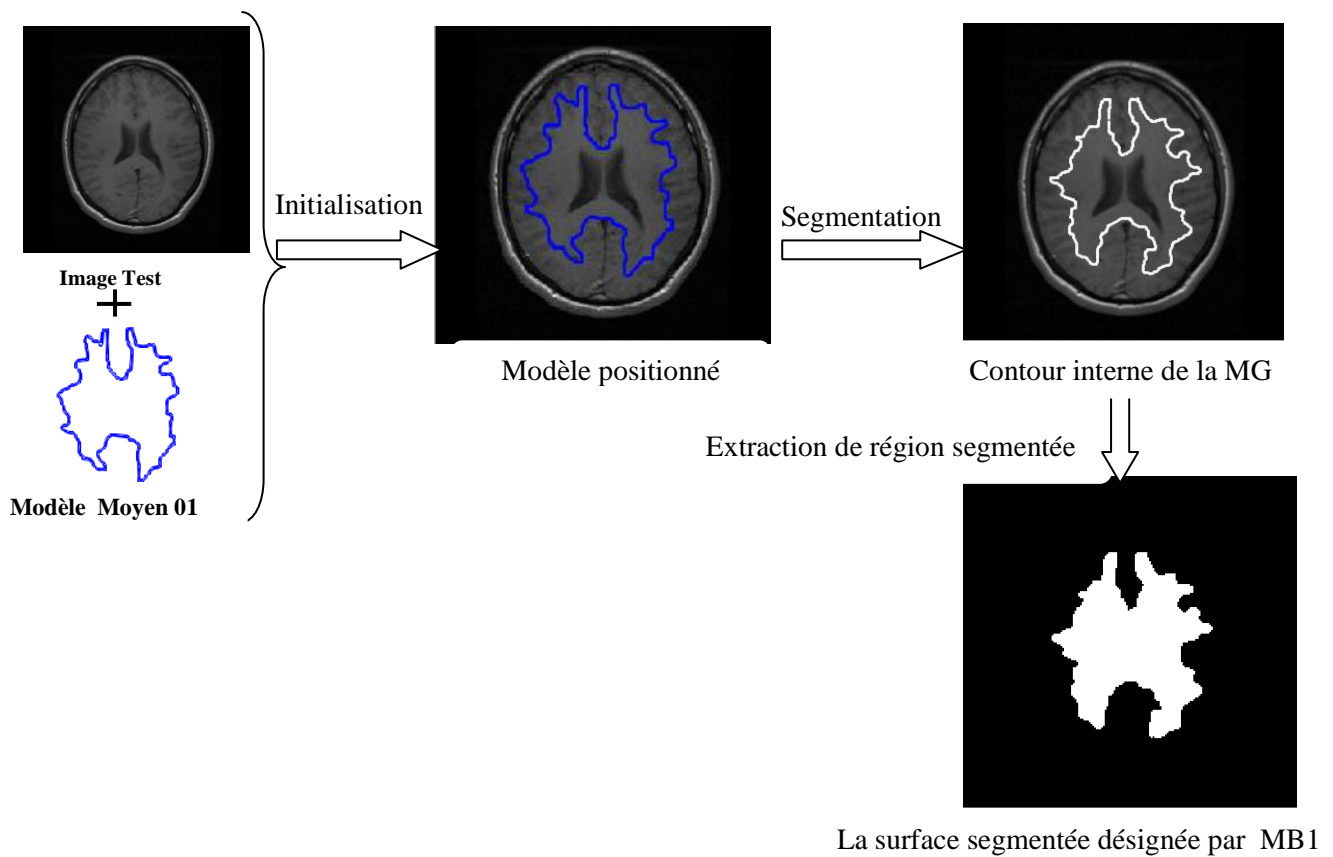 Image Test
Modèle Moyen 01
Initialisation
Modèle positionné
Segmentation
Contour interne de la MG
Extraction de région segmentée
La surface segmentée désignée par MB1